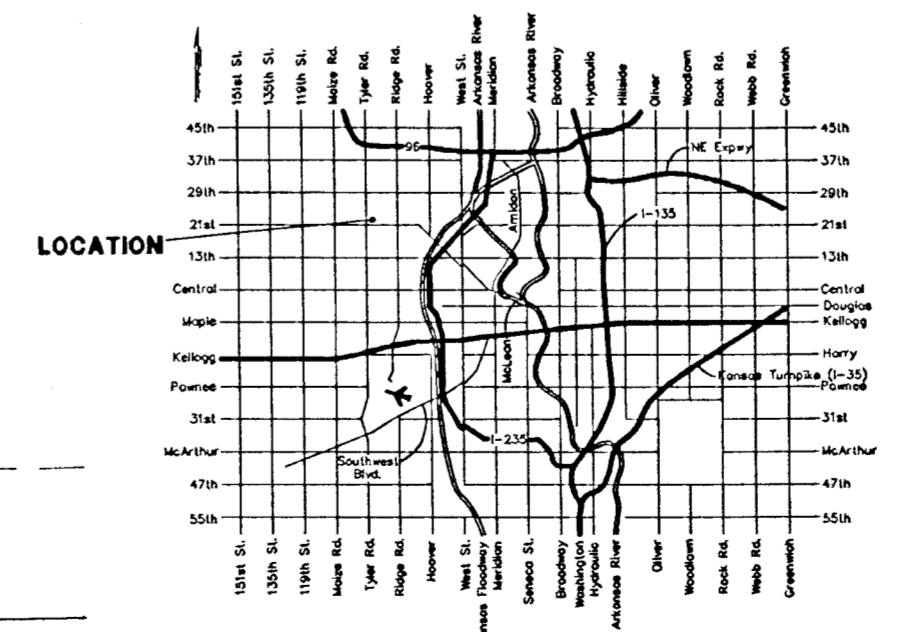 151st St.
135th St.
119th St.
Maize Rd.
Tyler Rd.
Ridge Rd.
Hoover
West St.
Arkansas River
Meridian
Arkansas River
Broadway
Hydraulic
Hillside
Oliver
Woodlawn
Rock Rd.
Webb Rd.
Greenwich
45th
37th
29th
21st
13th
Central
Maple
Kellogg
Pawnee
31st
McArthur
47th
55th
LOCATION
96
NE Expwy
I-135
Amidon
McLean
Kansas Turnpike (I-35)
I-235
Southwest
Blvd.
45th
37th
29th
21st
13th
Central
Douglas
Kellogg
Harry
Pawnee
31st
McArthur
47th
55th
151st St.
135th St.
119th St.
Maize Rd.
Tyler Rd.
Ridge Rd.
Hoover
West St.
nsas Floodway
Meridian
Seneca St.
Broadway
Washington
Hydraulic
Arkansas River
Oliver
Woodlawn
Rock Rd.
Webb Rd.
Greenwich